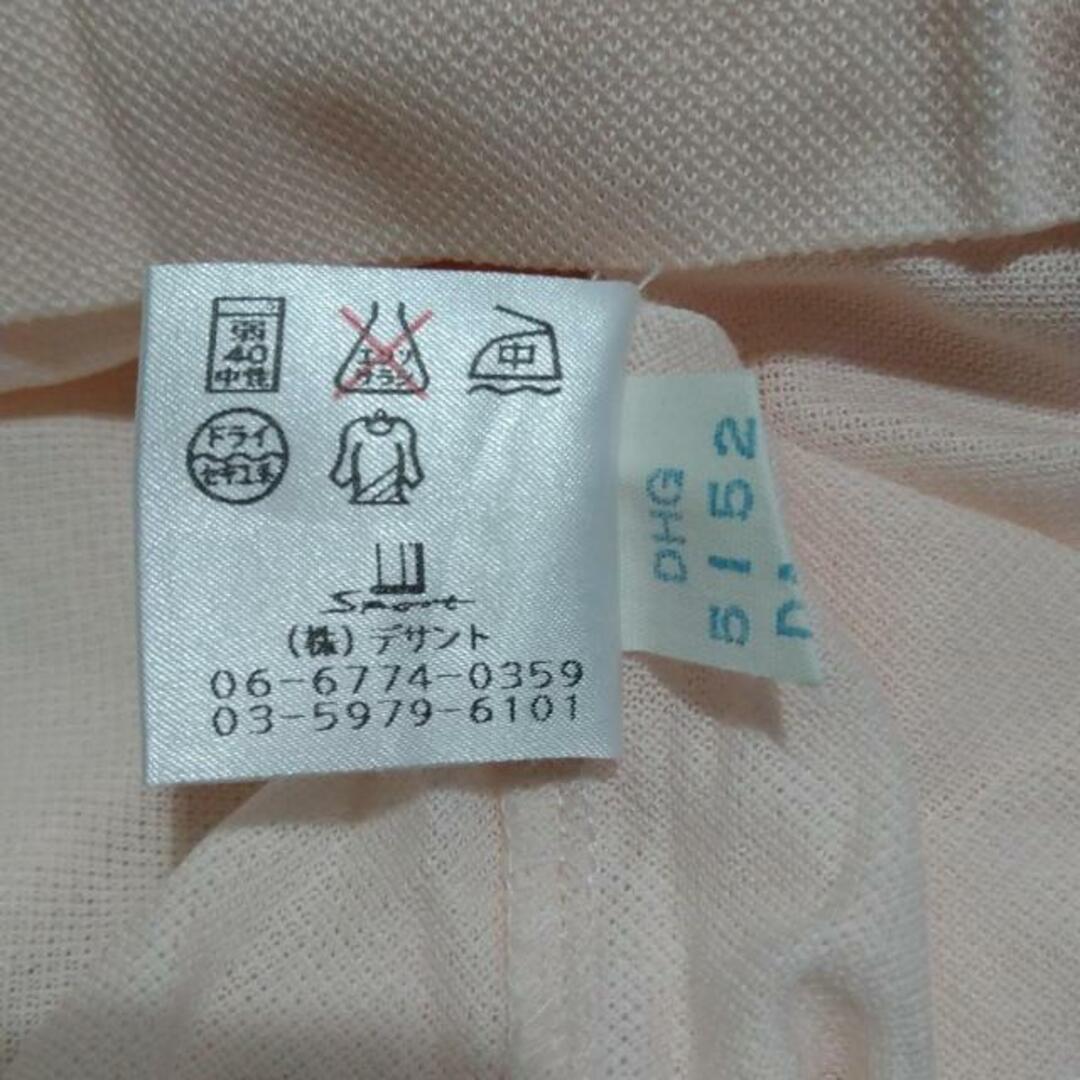 弱
40
中性
エンソ
サラシ
中
ドライ
セキユ系
Sport
(株)デサント
06-6774-0359
03-5979-6101
DHG
5152